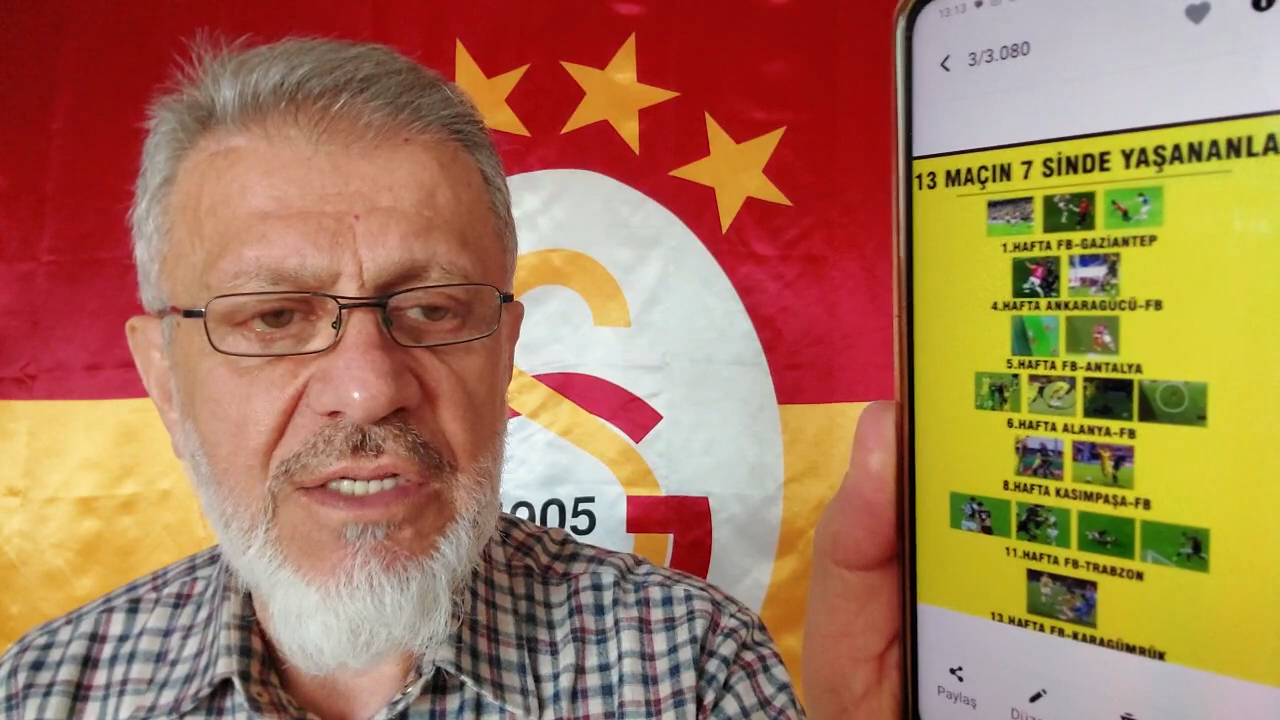 13:13
3/3.080
13 MAÇIN 7 SİNDE YAŞANANLA
1.HAFTA FB-GAZİANTEP
4.HAFTA ANKARAGÜCÜ-FB
5.HAFTA FB-ANTALYA
6.HAFTA ALANYA-FB
8.HAFTA KASIMPAŞA-FB
11.HAFTA FB-TRABZON
13.HAFTA FB-KARAGÜMRÜK
Paylaş
1905